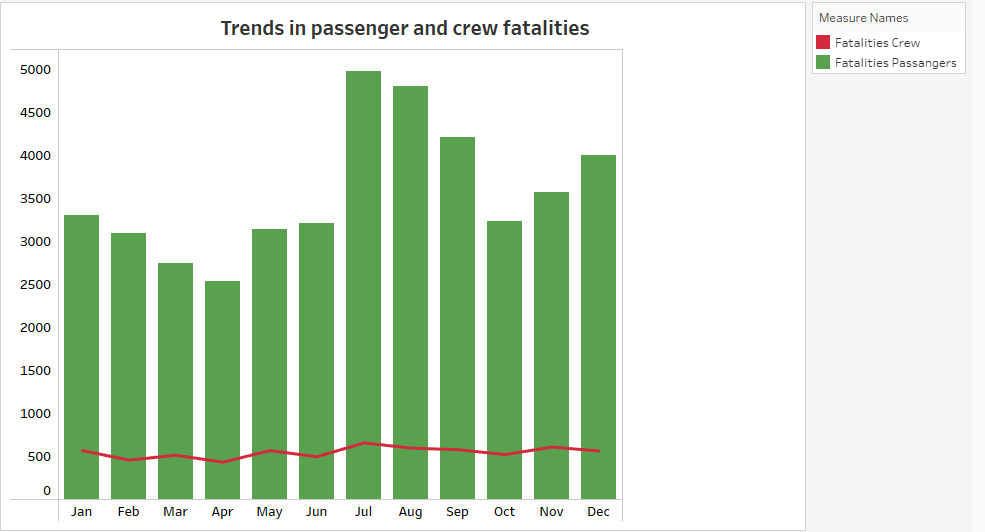 Trends in passenger and crew fatalities
Measure Names
Fatalities Crew
Fatalities Passangers
5000
4500
4000
3500
3000
2500
2000
1500
1000
500
0
Jan Feb Mar Apr May Jun Jul Aug Sep Oct Nov Dec